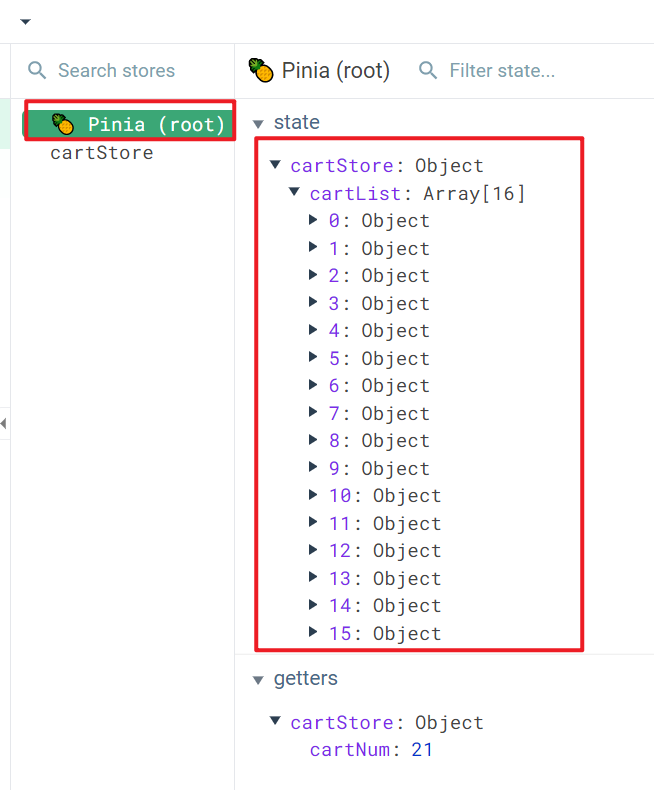 Search stores
Pinia (root)
Filter state...
Pinia (root)
cartStore
state
cartStore: Object
cartList: Array[16]
0: Object
1: Object
2: Object
3: Object
4: Object
5: Object
6: Object
7: Object
8: Object
9: Object
10: Object
11: Object
12: Object
13: Object
14: Object
15: Object
getters
cartStore: Object
cartNum: 21